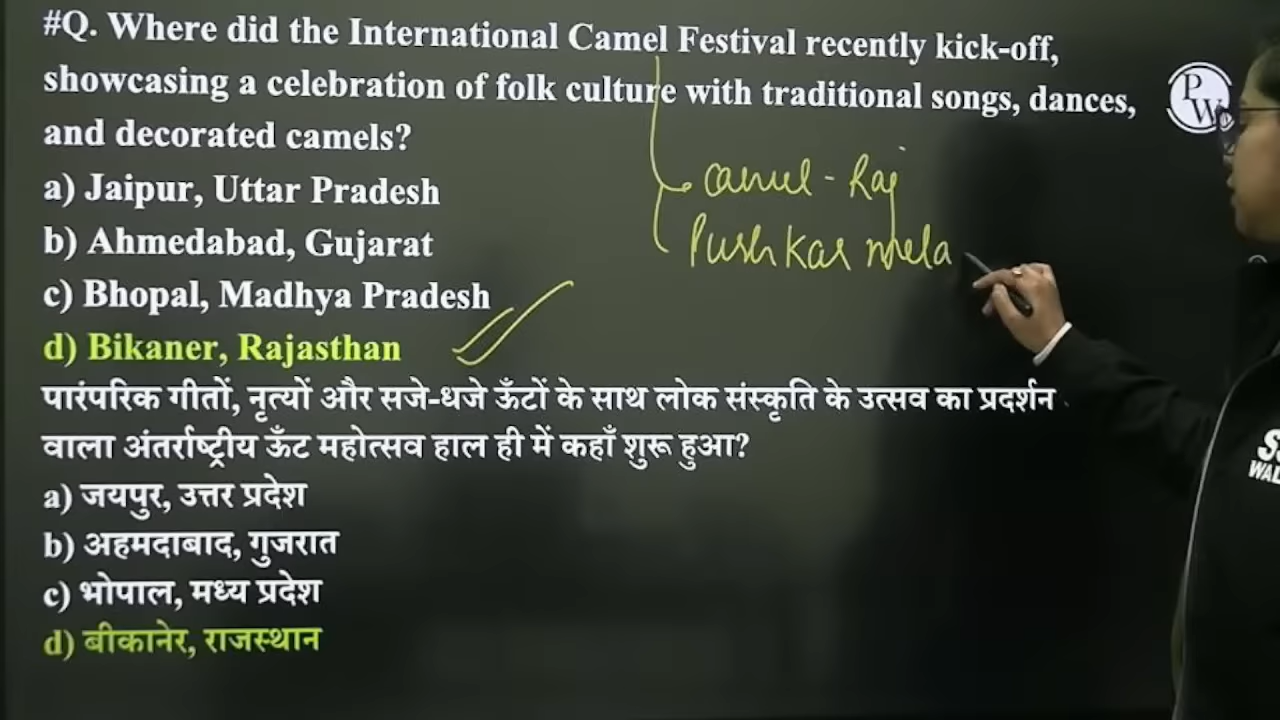 #Q. Where did the International Camel Festival recently kick-off,
showcasing a celebration of folk culture with traditional songs, dances,
and decorated camels?
a) Jaipur, Uttar Pradesh
b) Ahmedabad, Gujarat
c) Bhopal, Madhya Pradesh
d) Bikaner, Rajasthan
camel - Raj
Pushkar mela
पारंपरिक गीतों, नृत्यों और सजे-धजे ऊँटों के साथ लोक संस्कृति के उत्सव का प्रदर्शन
वाला अंतर्राष्ट्रीय ऊँट महोत्सव हाल ही में कहाँ शुरू हुआ?
a) जयपुर, उत्तर प्रदेश
b) अहमदाबाद, गुजरात
c) भोपाल, मध्य प्रदेश
d) बीकानेर, राजस्थान
PW